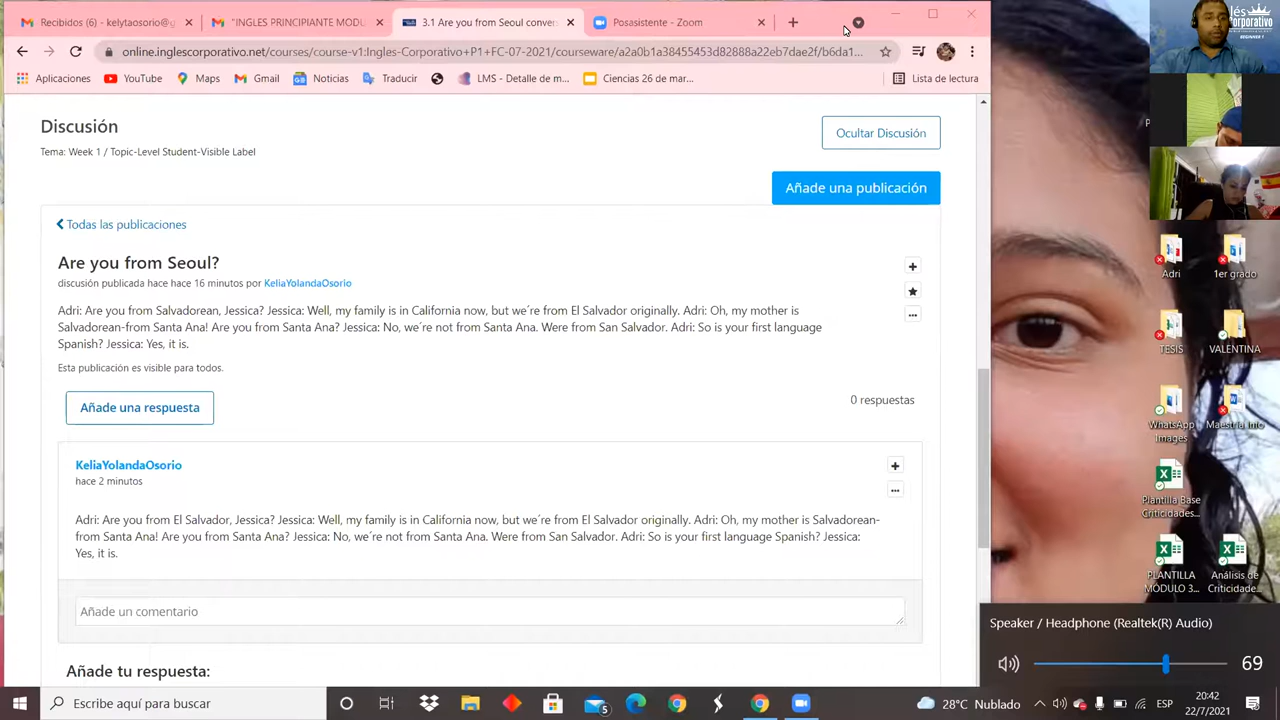 Recibidos (6) - kelytaosorio@g
"INGLES PRINCIPIANTE MODU
3.1 Are you from Seoul conver
Posasistente - Zoom
online.inglescorporativo.net/courses/course-v1:Ingles-Corporativo+P1+FC-07-2021/courseware/a2a0b1a38455453d82888a22eb7dae2f/b6da1...
Aplicaciones
YouTube
Maps
Gmail
Noticias
Traducir
LMS - Detalle de m...
Ciencias 26 de mar...
Lista de lectura
Discusión
Ocultar Discusión
Tema: Week 1 / Topic-Level Student-Visible Label
Añade una publicación
Todas las publicaciones
Are you from Seoul?
discusión publicada hace hace 16 minutos por KeliaYolandaOsorio
Adri: Are you from Salvadorean, Jessica? Jessica: Well, my family is in California now, but we´re from El Salvador originally. Adri: Oh, my mother is
Salvadorean-from Santa Ana! Are you from Santa Ana? Jessica: No, we´re not from Santa Ana. Were from San Salvador. Adri: So is your first language
Spanish? Jessica: Yes, it is.
Esta publicación es visible para todos.
Añade una respuesta
0 respuestas
KeliaYolandaOsorio
hace 2 minutos
Adri: Are you from El Salvador, Jessica? Jessica: Well, my family is in California now, but we´re from El Salvador originally. Adri: Oh, my mother is Salvadorean-
from Santa Ana! Are you from Santa Ana? Jessica: No, we´re not from Santa Ana. Were from San Salvador. Adri: So is your first language Spanish? Jessica:
Yes, it is.
Añade un comentario
Añade tu respuesta:
lés
orporativo
BEGINNER 1
P
Adri
1er grado
TESIS
VALENTINA
WhatsApp
Images
Maestria info
Plantilla Base
Criticidades...
PLANTILLA
MÓDULO 3...
Análisis de
Criticidade...
Speaker / Headphone (Realtek(R) Audio)
69
Escribe aquí para buscar
5
28°C Nublado
ESP
20:42
22/7/2021